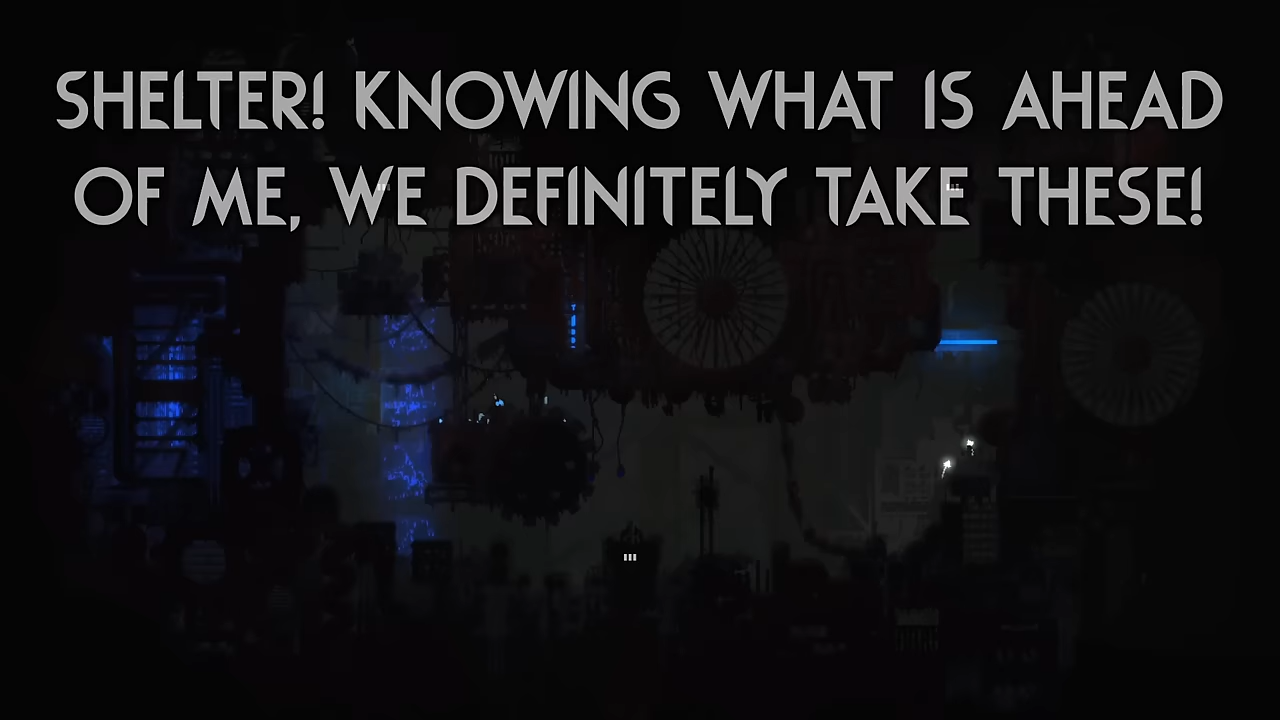 SHELTER! KNOWING WHAT IS AHEAD
OF ME, WE DEFINITELY TAKE THESE!